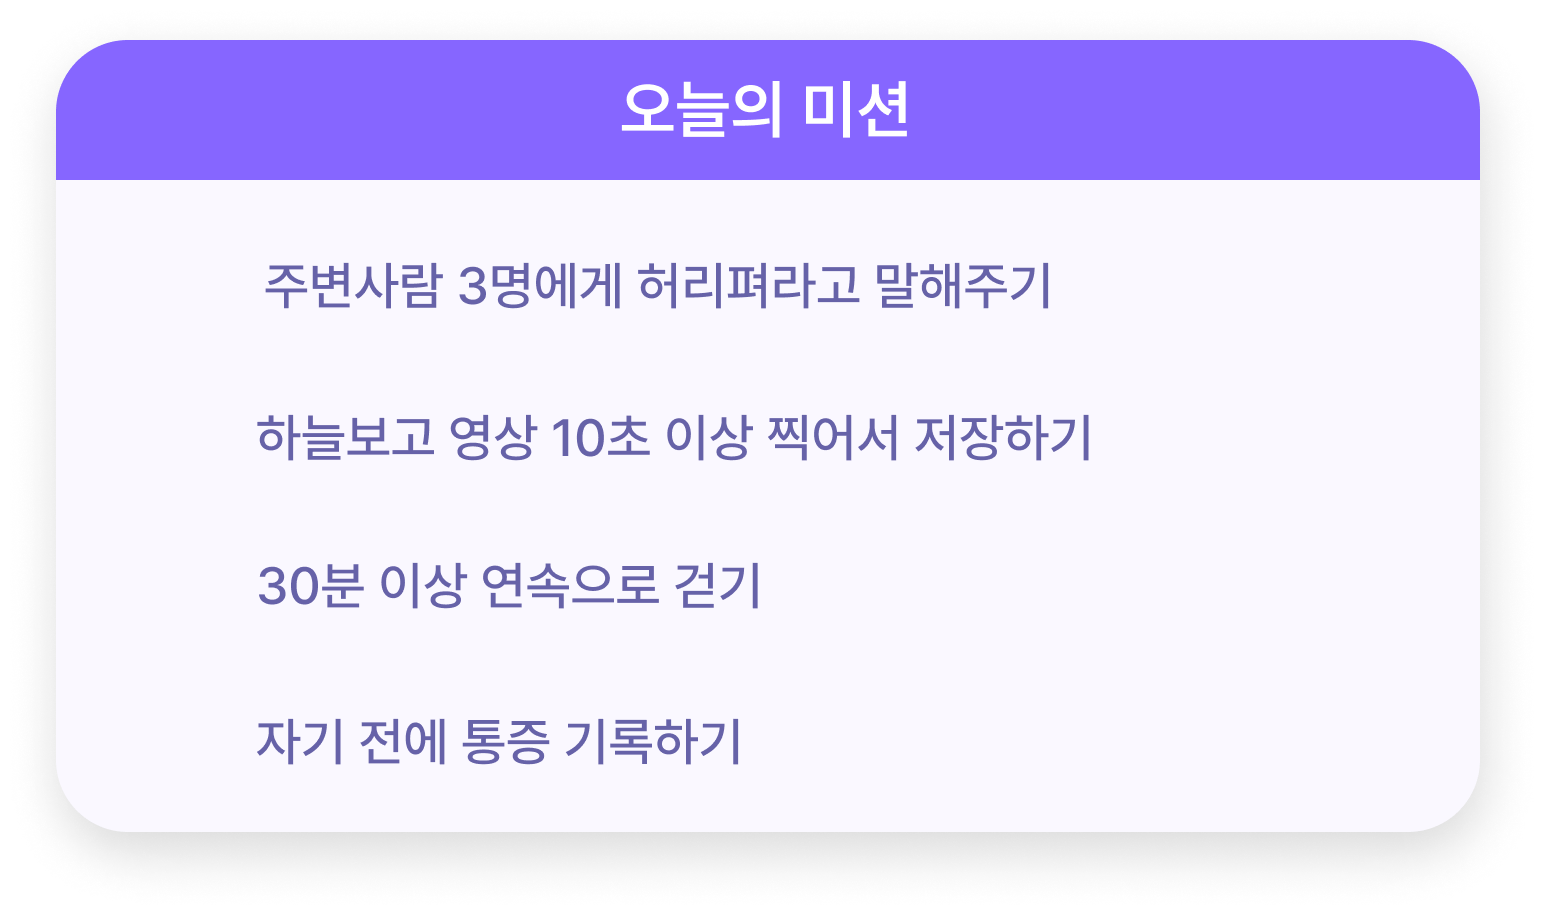 오늘의 미션
주변사람 3명에게 허리펴라고 말해주기
하늘보고 영상 10초 이상 찍어서 저장하기
30분 이상 연속으로 걷기
자기 전에 통증 기록하기